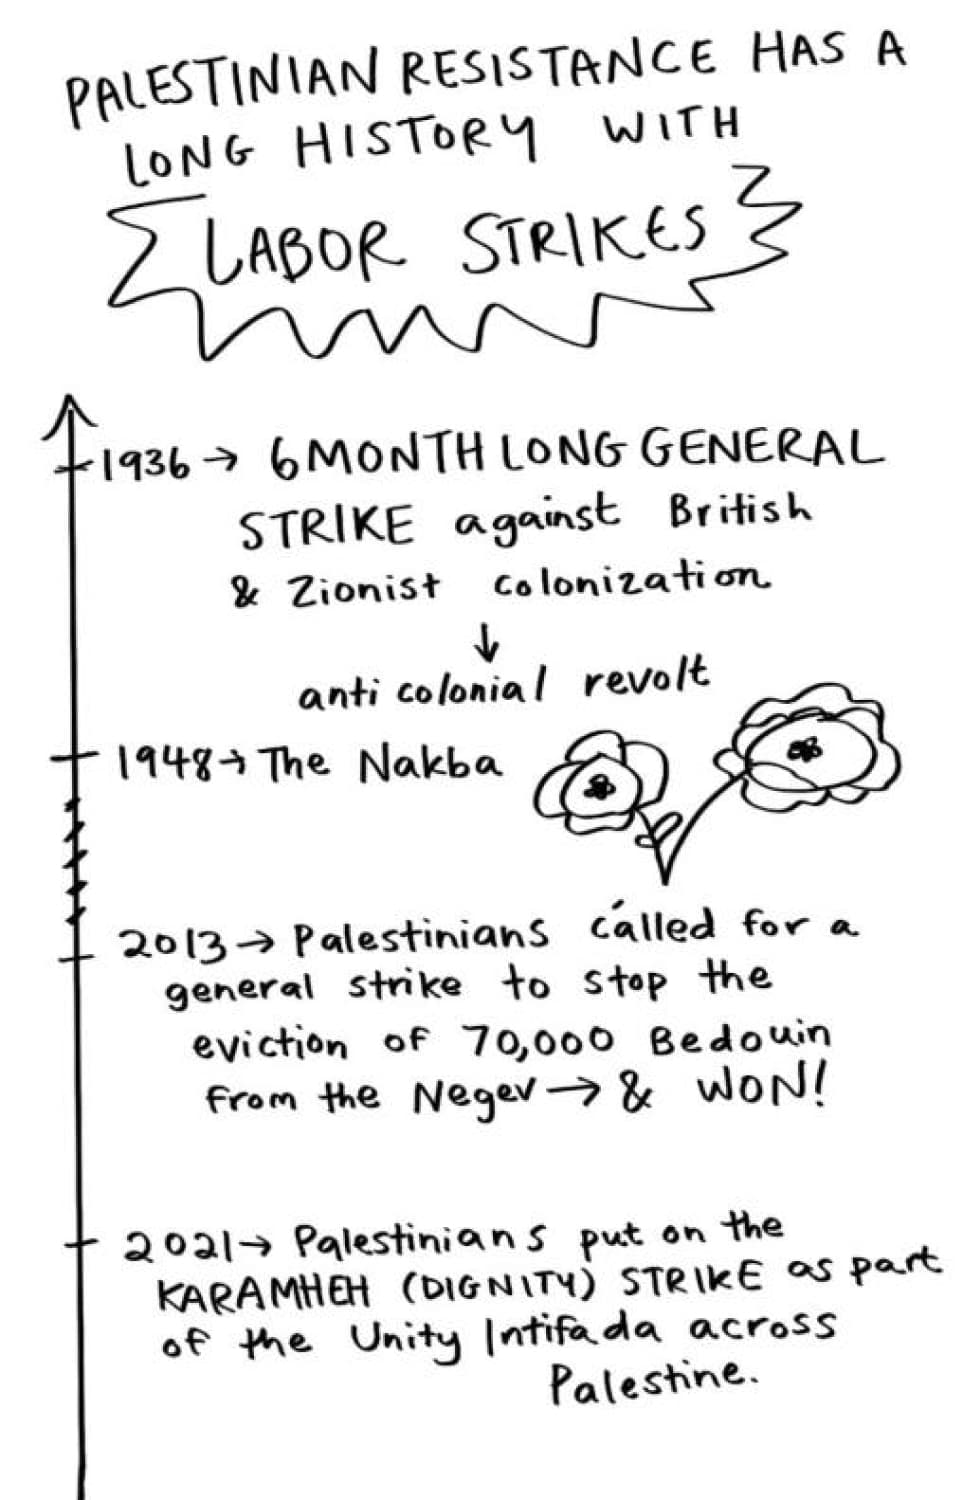 PALESTINIAN RESISTANCE HAS A
LONG HISTORY WITH
LABOR STRIKES
1936 → 6 MONTH LONG GENERAL
STRIKE against British
& Zionist colonization
↓
anti colonial revolt
1948 → The Nakba
2013 → Palestinians called for a
general strike to stop the
eviction of 70,000 Bedouin
from the Negev → & WON!
2021 → Palestinians put on the
KARAMHEH (DIGNITY) STRIKE as part
of the Unity Intifada across
Palestine.